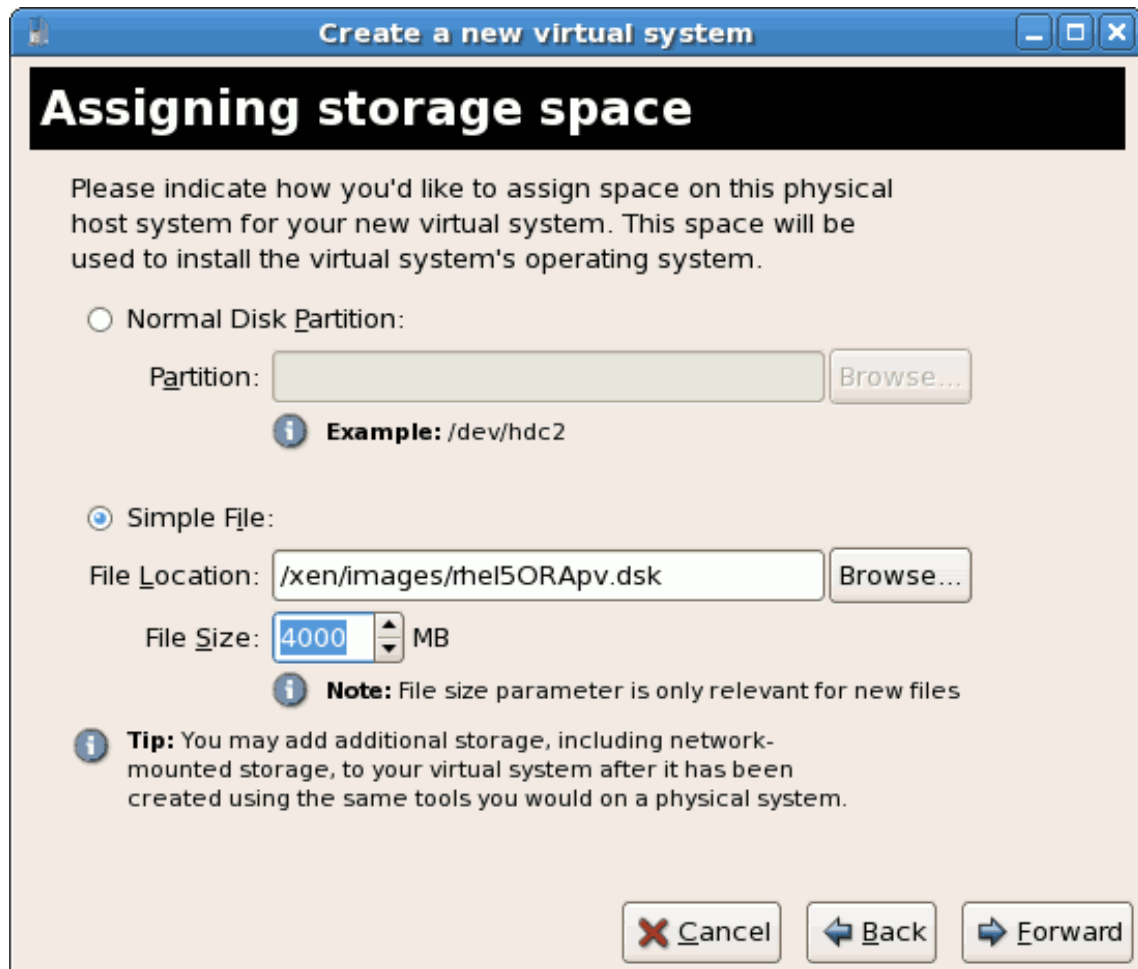 Create a new virtual system
Assigning storage space
Please indicate how you'd like to assign space on this physical
host system for your new virtual system. This space will be
used to install the virtual system's operating system.
Normal Disk Partition:
Partition: Browse...
Example: /dev/hdc2
Simple File:
File Location: /xen/images/rhel5ORApv.dsk Browse...
File Size: 4000 MB
Note: File size parameter is only relevant for new files
Tip: You may add additional storage, including network-
mounted storage, to your virtual system after it has been
created using the same tools you would on a physical system.
Cancel Back Forward